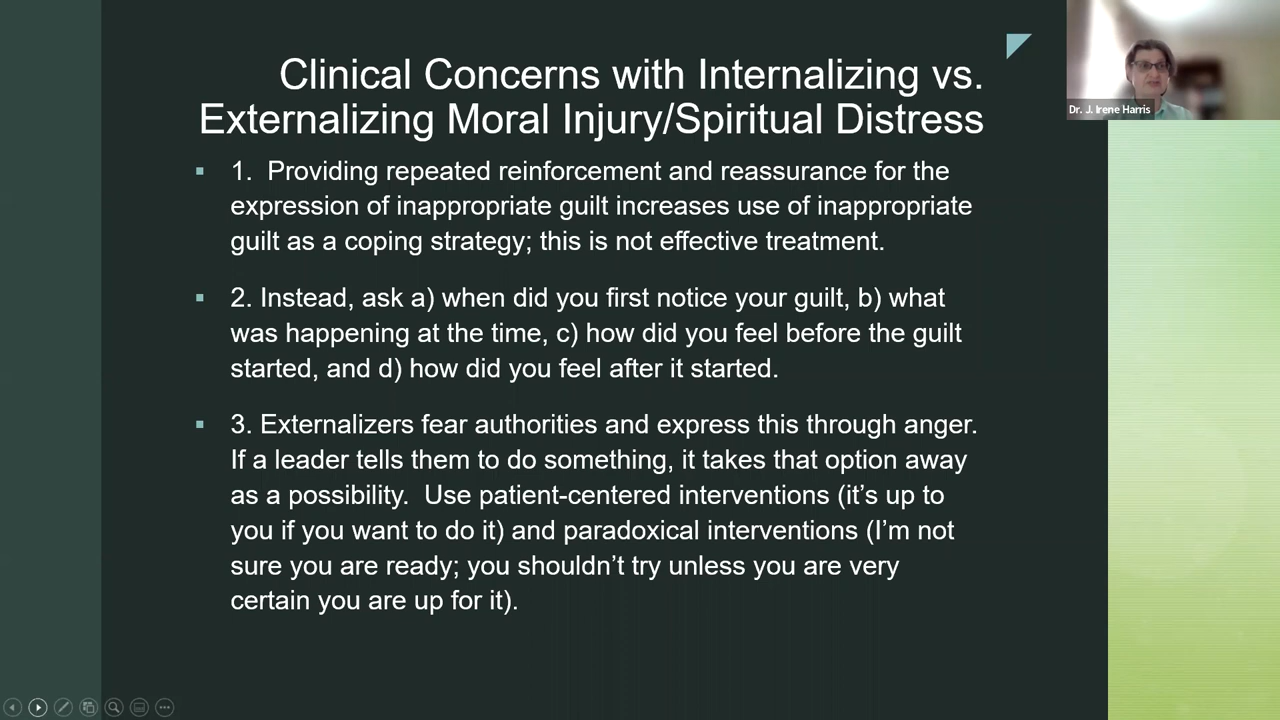 Clinical Concerns with Internalizing vs.
Externalizing Moral Injury/Spiritual Distress
Dr. J. Irene Harris
▪ 1.  Providing repeated reinforcement and reassurance for the
expression of inappropriate guilt increases use of inappropriate
guilt as a coping strategy; this is not effective treatment.
▪ 2. Instead, ask a) when did you first notice your guilt, b) what
was happening at the time, c) how did you feel before the guilt
started, and d) how did you feel after it started.
▪ 3. Externalizers fear authorities and express this through anger.
If a leader tells them to do something, it takes that option away
as a possibility.  Use patient-centered interventions (it’s up to
you if you want to do it) and paradoxical interventions (I’m not
sure you are ready; you shouldn’t try unless you are very
certain you are up for it).